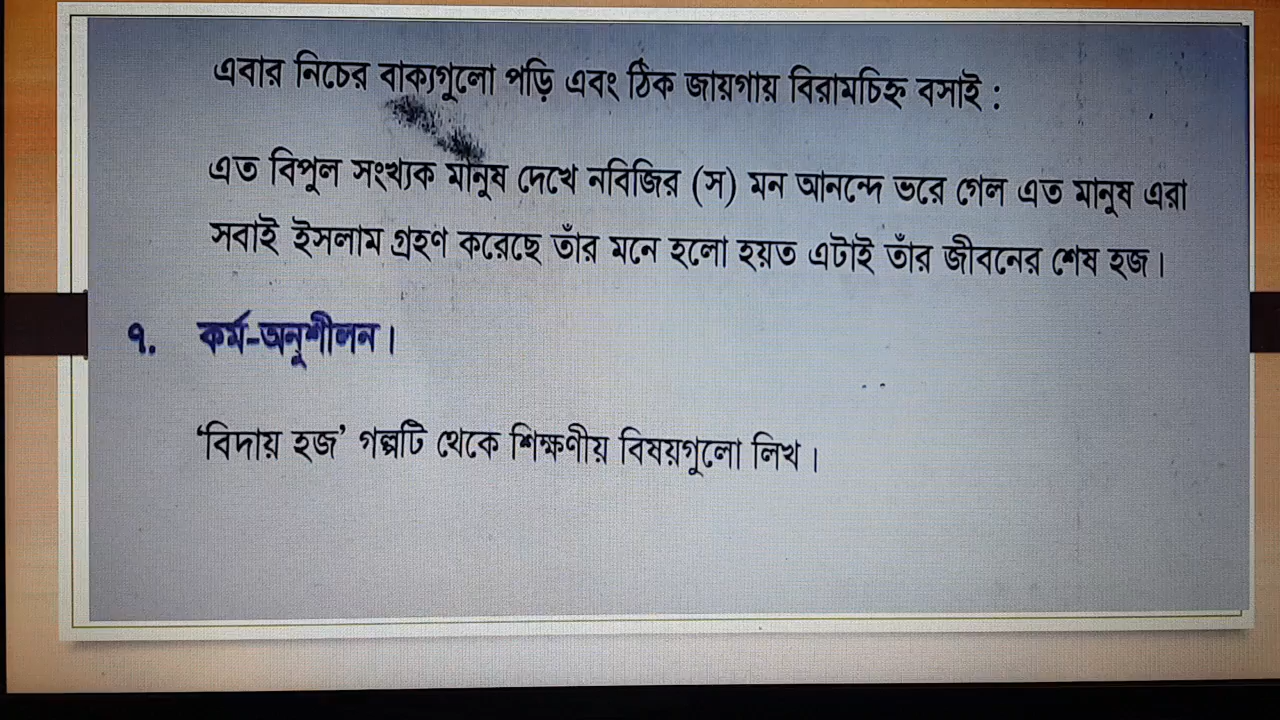 এবার নিচের বাক্যগুলো পড়ি এবং ঠিক জায়গায় বিরামচিহ্ন বসাই :
এত বিপুল সংখ্যক মানুষ দেখে নবিজির (স) মন আনন্দে ভরে গেল এত মানুষ এরা
সবাই ইসলাম গ্রহণ করেছে তাঁর মনে হলো হয়ত এটাই তাঁর জীবনের শেষ হজ।
৭. কর্ম-অনুশীলন।
‘বিদায় হজ’ গল্পটি থেকে শিক্ষণীয় বিষয়গুলো লিখ।